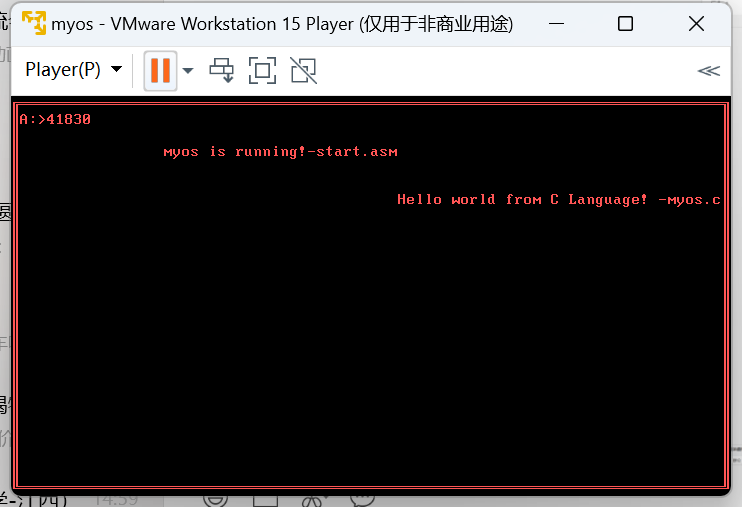 myos - VMware Workstation 15 Player (仅用于非商业用途)
Player(P)
A:>41830
myos is running!-start.asm
Hello world from C Language! -myos.c
14:59